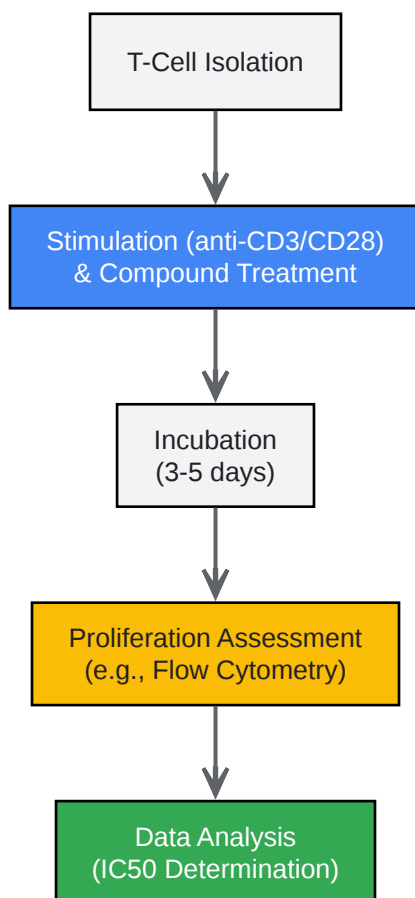 T-Cell Isolation
Stimulation (anti-CD3/CD28)
& Compound Treatment
Incubation
(3-5 days)
Proliferation Assessment
(e.g., Flow Cytometry)
Data Analysis
(IC50 Determination)